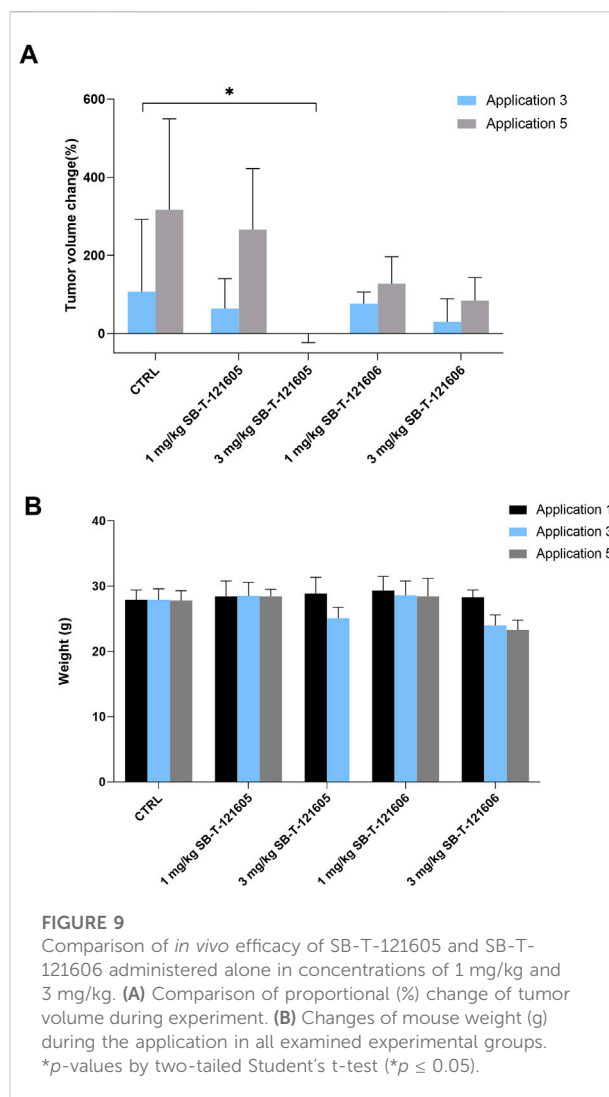 A
*
Application 3
Application 5
600
400
200
0
Tumor volume change(%)
CTRL
1 mg/kg SB-T-121605
3 mg/kg SB-T-121605
1 mg/kg SB-T-121606
3 mg/kg SB-T-121606
B
Application 1
Application 3
Application 5
40
30
20
10
0
Weight (g)
CTRL
1 mg/kg SB-T-121605
3 mg/kg SB-T-121605
1 mg/kg SB-T-121606
3 mg/kg SB-T-121606
FIGURE 9
Comparison of in vivo efficacy of SB-T-121605 and SB-T-
121606 administered alone in concentrations of 1 mg/kg and
3 mg/kg. (A) Comparison of proportional (%) change of tumor
volume during experiment. (B) Changes of mouse weight (g)
during the application in all examined experimental groups.
*p-values by two-tailed Student’s t-test (*p ≤ 0.05).